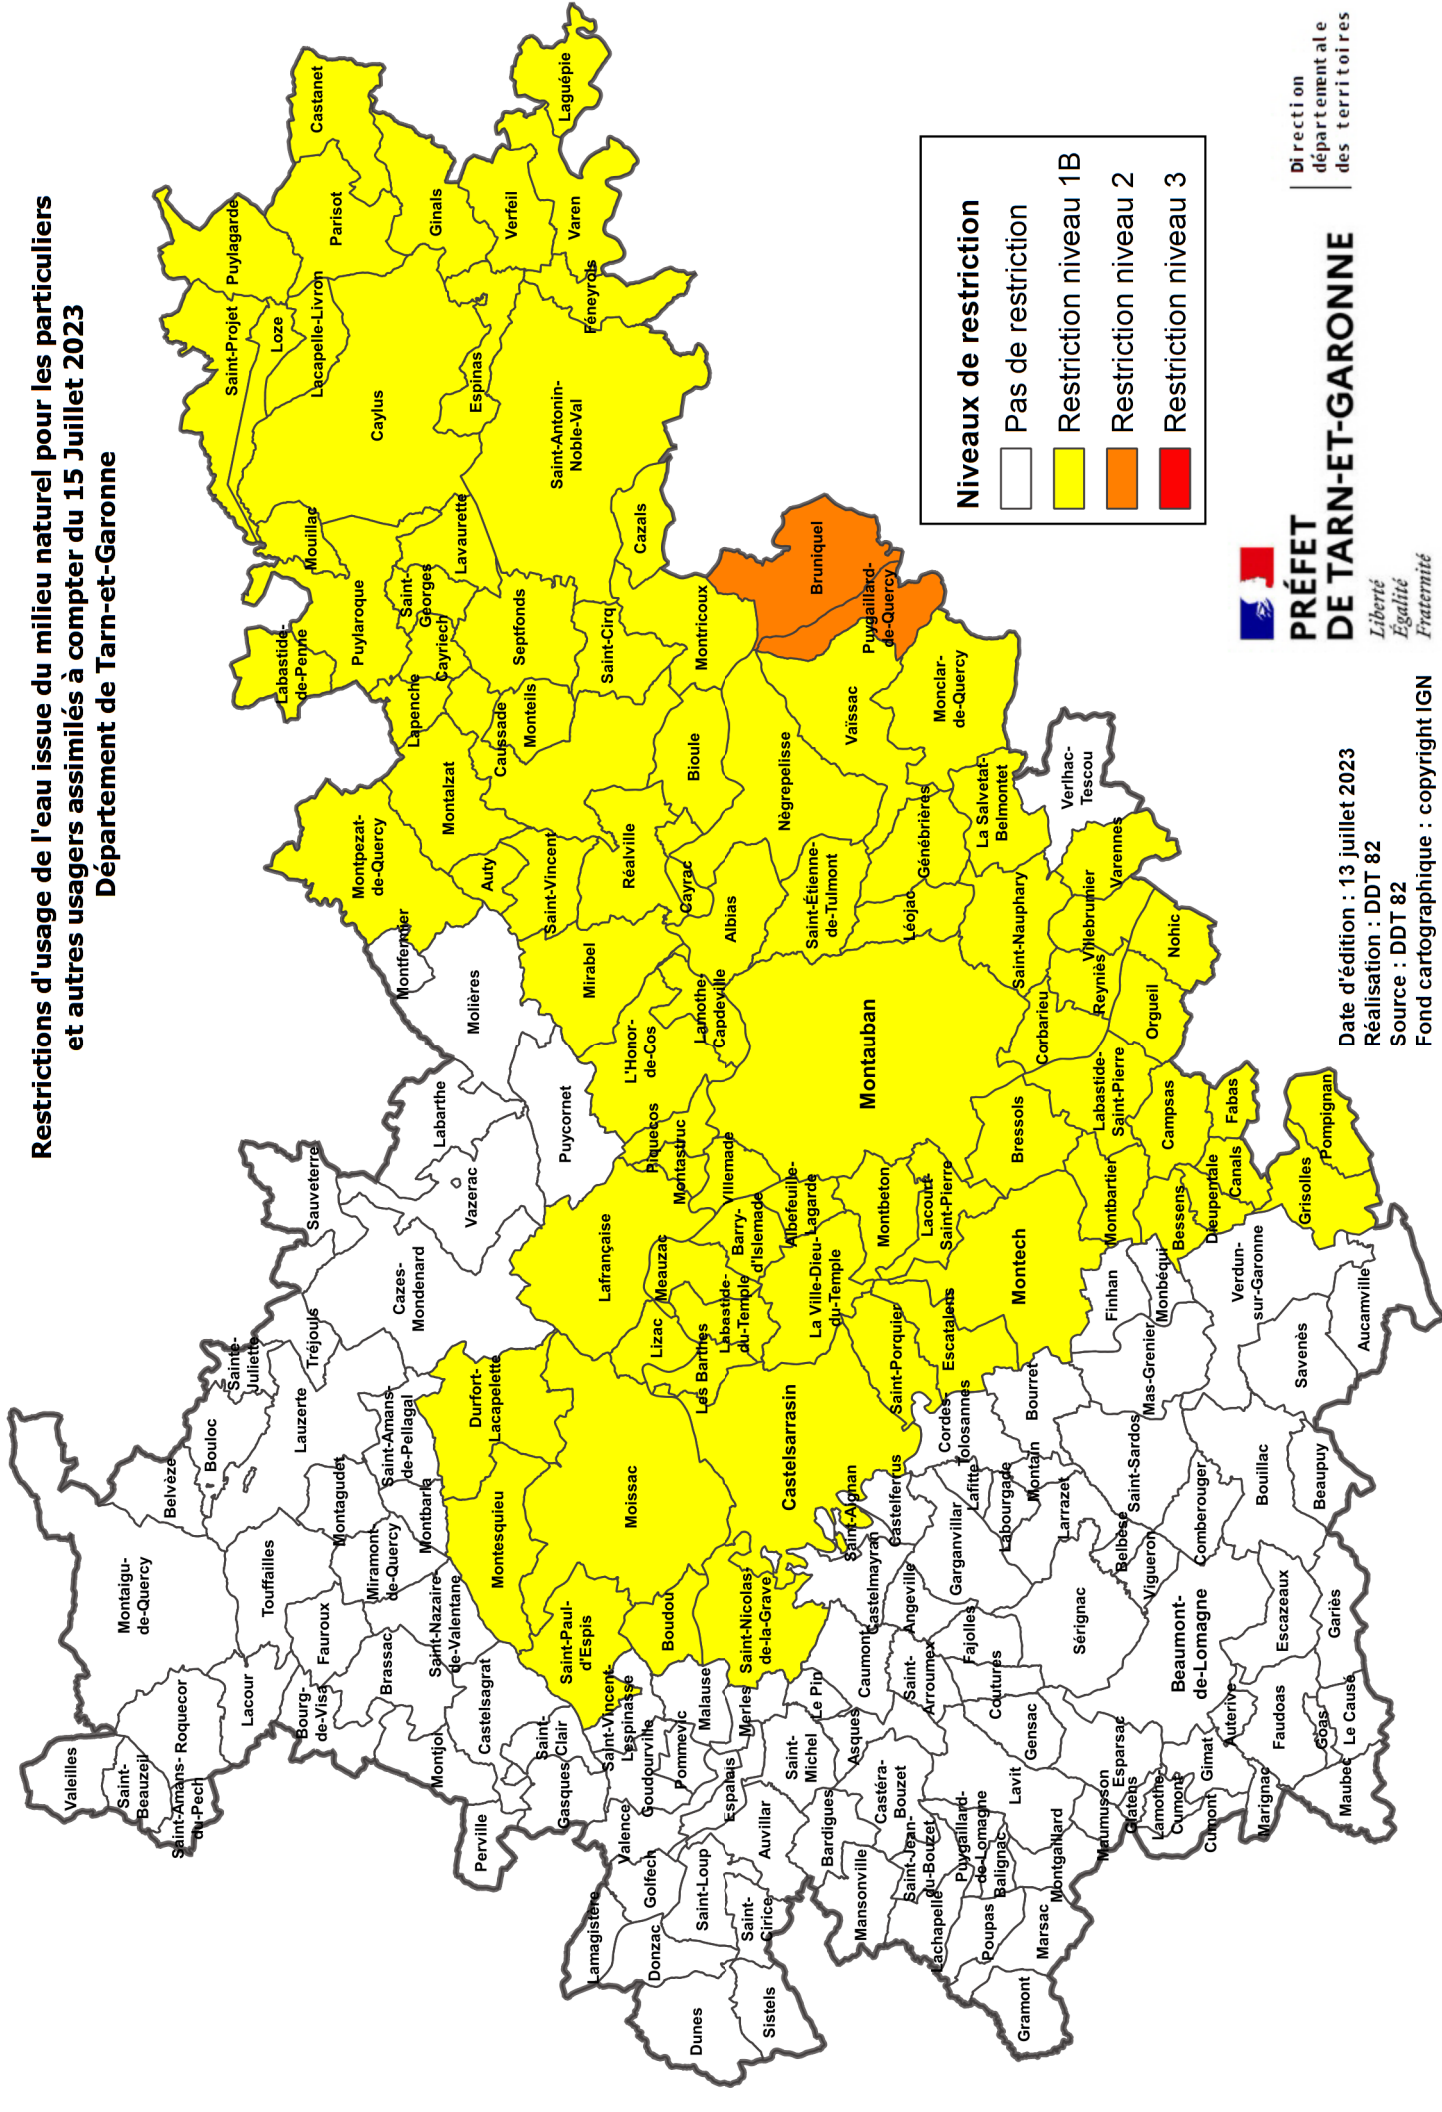 Restrictions d'usage de l'eau issue du milieu naturel pour les particuliers
et autres usagers assimilés à compter du 15 Juillet 2023
Département de Tarn-et-Garonne
Valeilles
Saint-
Beauzeil
Saint-Amans-
du-Pech
Roquecor
Montaigu-
de-Quercy
Belvèze
Bouloc
Sainte-
Juliette
Tréjouls
Sauveterre
Lacour
Touffailles
Lauzerte
Bourg-
de-Visa
Fauroux
Montagudet
Miramont-
de-Quercy
Saint-Amans-
de-Pellagal
Montbarla
Cazes-
Mondenard
Vazerac
Labarthe
Molières
Montfermier
Puycornet
Brassac
Saint-Nazaire-
de-Valentane
Castelsagrat
Montjoi
Perville
Gasques
Saint-
Clair
Saint-Vincent-
Lespinasse
Goudourville
Pommevic
Malause
Merles
Espalais
Valence
Golfech
Lamagistère
Donzac
Saint-Loup
Auvillar
Saint-
Cirice
Dunes
Sistels
Saint-
Michel
Le Pin
Caumont
Asques
Bardigues
Castéra-
Bouzet
Mansonville
Saint-Jean-
du-Bouzet
Lachapelle
Puygaillard-
de-Lomagne
Balignac
Poupas
Marsac
Gramont
Montgaillard
Lavit
Gensac
Coutures
Saint-
Arroumex
Fajolles
Angeville
Castelmayran
Saint-Aignan
Castelferrus
Garganvillar
Lafitte
Cordes-
Tolosannes
Labourgade
Montain
Bourret
Larrazet
Sérignac
Belbèse
Vigueron
Saint-Sardos
Mas-Grenier
Finhan
Monbéqui
Verdun-
sur-Garonne
Savenès
Aucamville
Bouillac
Beaupuy
Comberouger
Beaumont-
de-Lomagne
Escazeaux
Gariès
Faudoas
Auterive
Goas
Le Causé
Maubec
Marignac
Gimat
Cumont
Lamothe-
Cumont
Glatens
Esparsac
Maumusson
Durfort-
Lacapelette
Montesquieu
Saint-Paul-
d'Espis
Moissac
Boudou
Saint-Nicolas-
de-la-Grave
Castelsarrasin
Lizac
Les Barthes
Labastide-
du-Temple
Meauzac
Lafrançaise
Barry-
d'Islemade
Villemade
Montastruc
Piquecos
L'Honor-
de-Cos
Mirabel
Lamothe-
Capdeville
Albefeuille-
Lagarde
La Ville-Dieu-
du-Temple
Saint-Porquier
Escatalens
Montech
Montbeton
Lacourt-
Saint-Pierre
Montauban
Bressols
Montbartier
Labastide-
Saint-Pierre
Campsas
Bessens
Dieupentale
Canals
Fabas
Grisolles
Pompignan
Corbarieu
Reyniès
Orgueil
Nohic
Villebrumier
Varennes
Saint-Nauphary
Verlhac-
Tescou
La Salvetat-
Belmontet
Génébrières
Léojac
Saint-Étienne-
de-Tulmont
Albias
Cayrac
Réalville
Saint-Vincent
Auty
Montpezat-
de-Quercy
Montalzat
Caussade
Monteils
Lapenche
Cayriech
Septfonds
Saint-Cirq
Bioule
Nègrepelisse
Vaïssac
Monclar-
de-Quercy
Montricoux
Bruniquel
Puygaillard-
de-Quercy
Labastide-
de-Penne
Puylaroque
Saint-
Georges
Mouillac
Lavaurette
Cazals
Saint-Antonin-
Noble-Val
Caylus
Espinas
Saint-Projet
Loze
Lacapelle-Livron
Puylagarde
Parisot
Castanet
Ginals
Verfeil
Varen
Féneyrols
Laguépie
Niveaux de restriction
Pas de restriction
Restriction niveau 1B
Restriction niveau 2
Restriction niveau 3
PRÉFET
DE TARN-ET-GARONNE
Liberté
Égalité
Fraternité
Direction
départementale
des territoires
Date d'édition : 13 juillet 2023
Réalisation : DDT 82
Source : DDT 82
Fond cartographique : copyright IGN